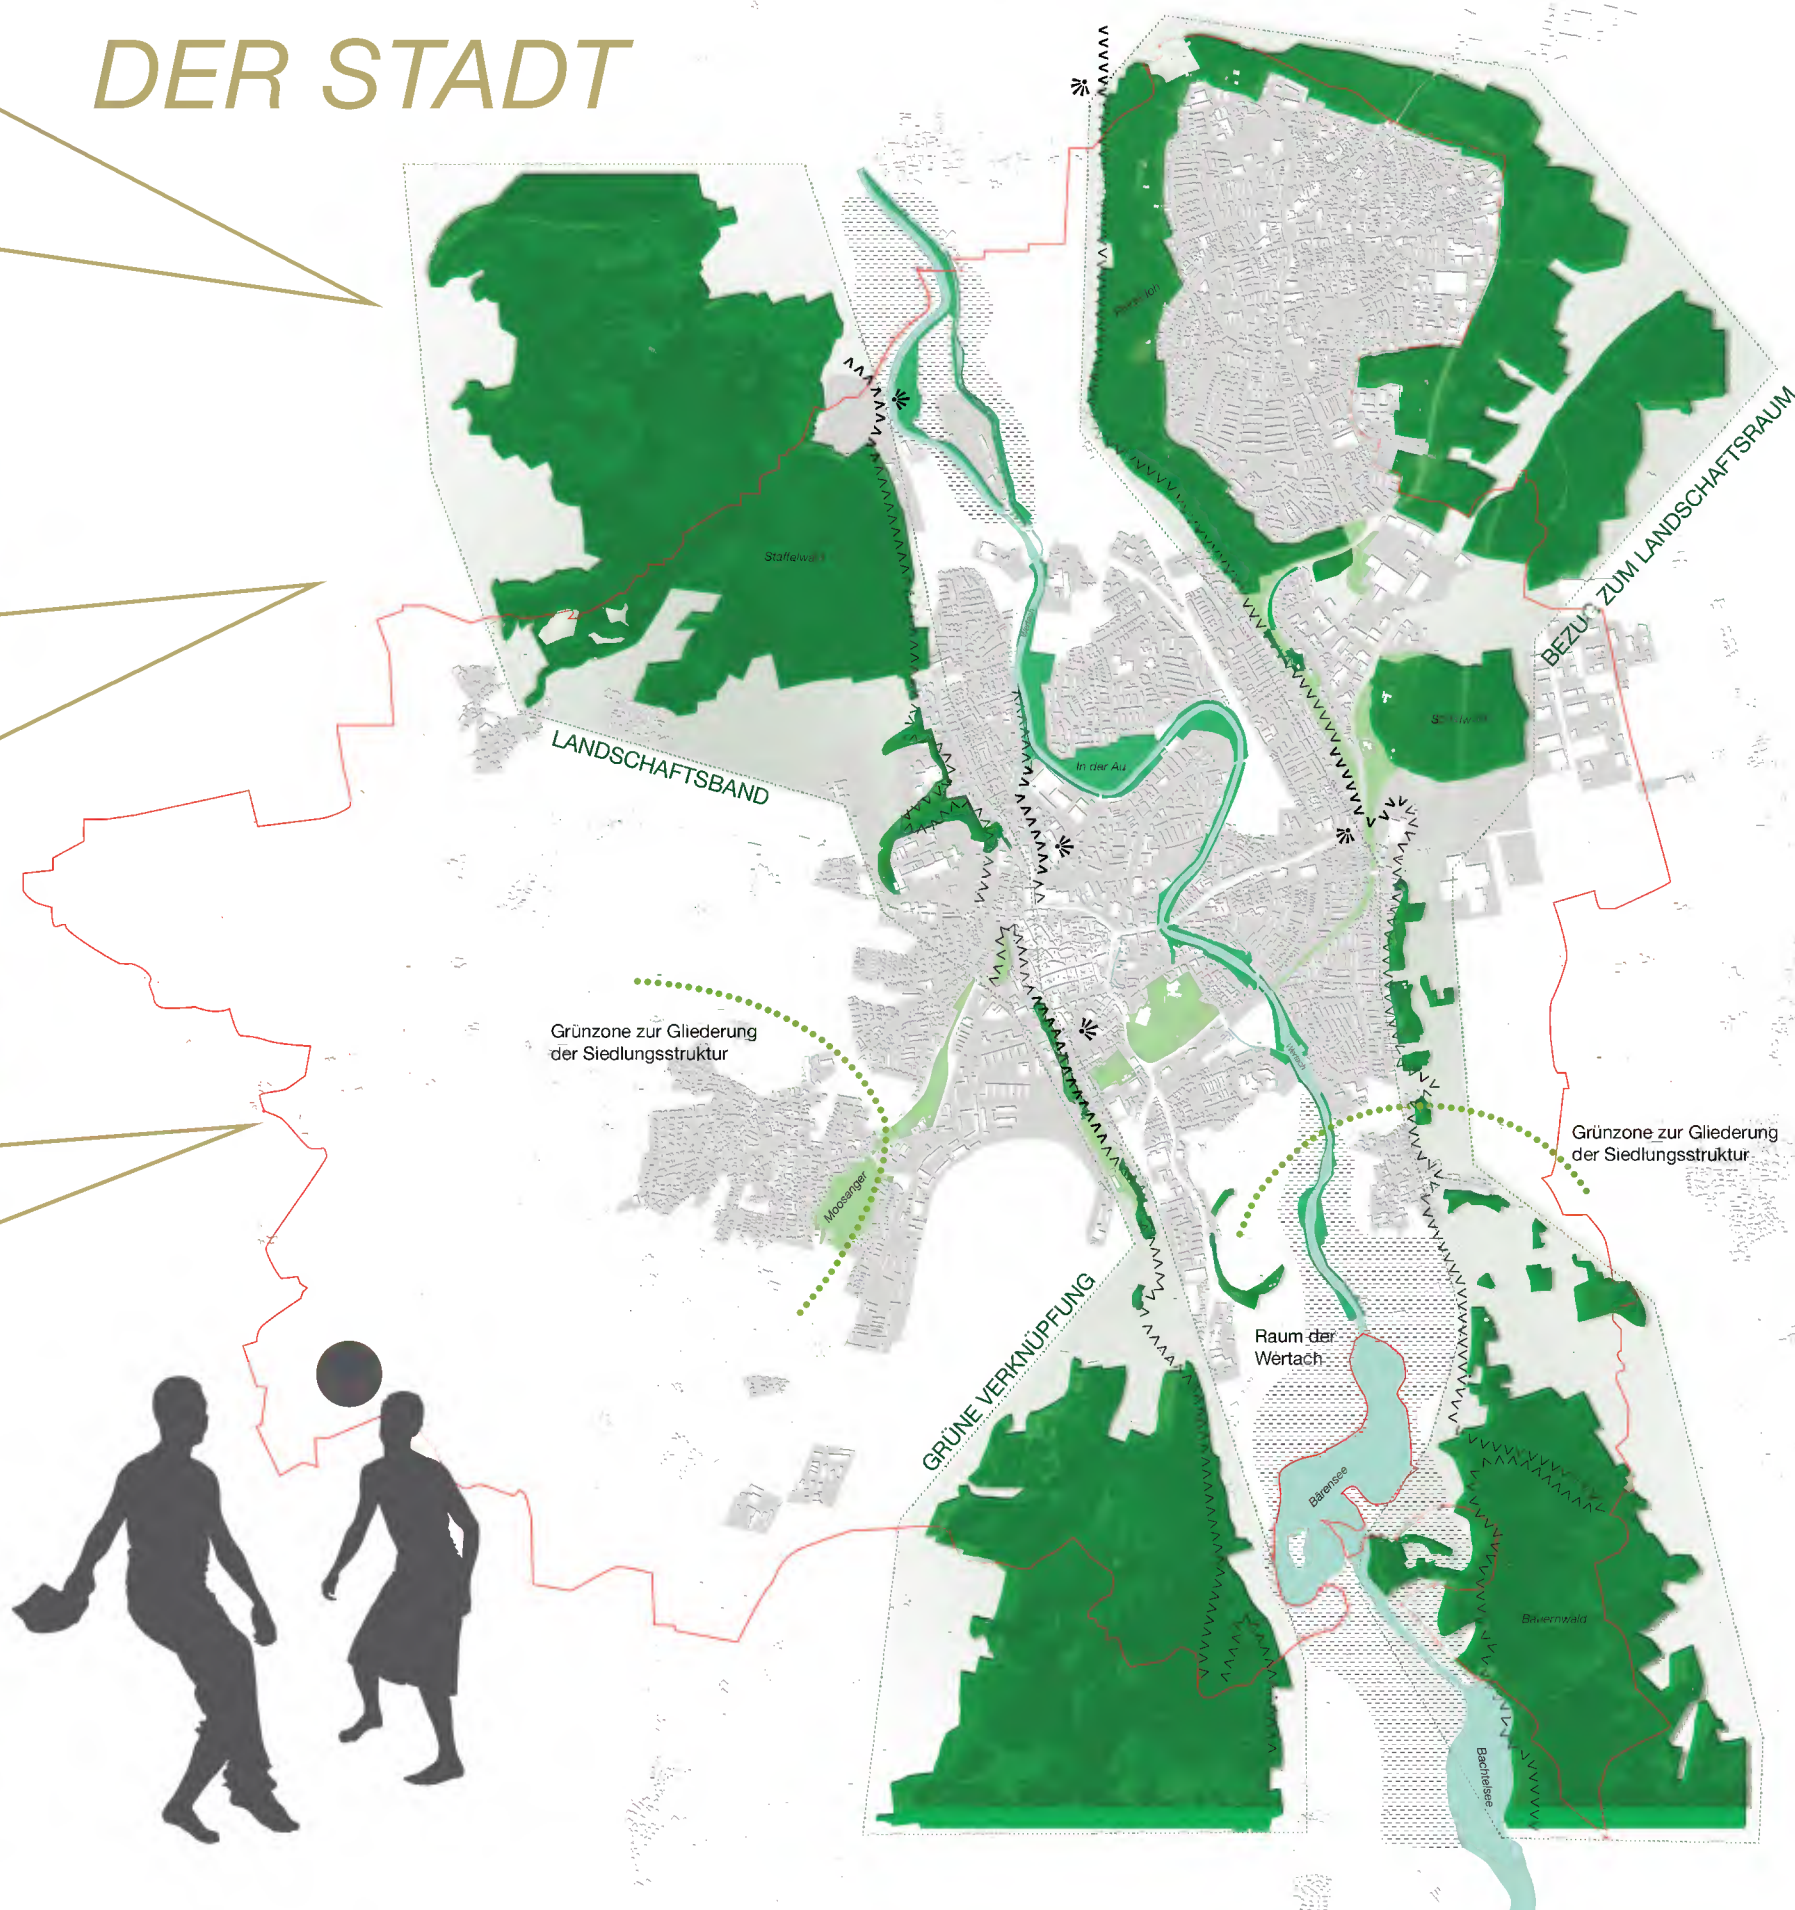 DER STADT
Staffelwald
BEZUG ZUM LANDSCHAFTSRAUM
LANDSCHAFTSBAND
In der Au
Grünzone zur Gliederung
der Siedlungsstruktur
Wertach
Grünzone zur Gliederung
der Siedlungsstruktur
Moosanger
GRÜNE VERKNÜPFUNG
Raum der
Wertach
Bärensee
Bauernwald
Bachtelsee